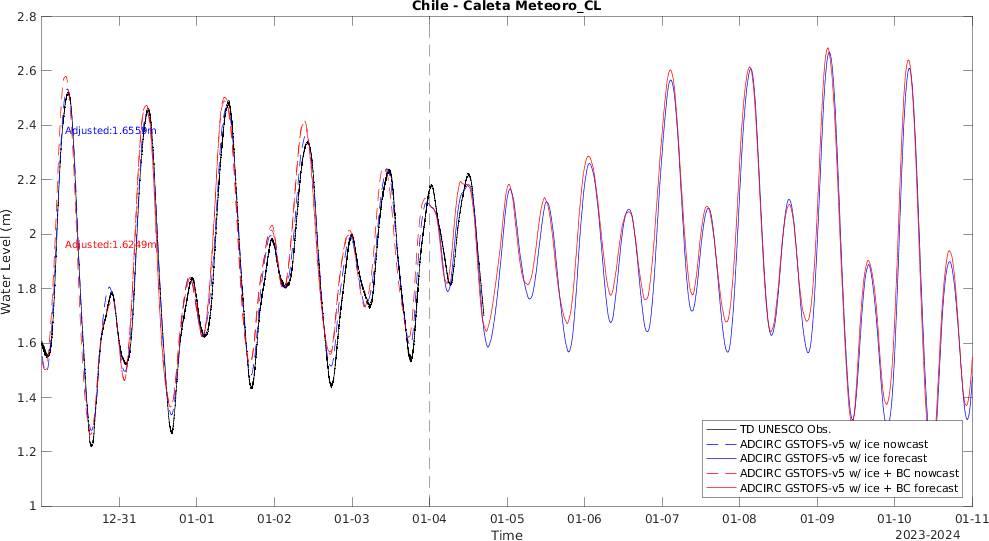 Chile - Caleta Meteoro_CL
2.8
2.6
2.4
2.2
2
1.8
1.6
1.4
1.2
1
Water Level (m)
Adjusted:1.6559m
Adjusted:1.6249m
TD UNESCO Obs.
ADCIRC GSTOFS-v5 w/ ice nowcast
ADCIRC GSTOFS-v5 w/ ice forecast
ADCIRC GSTOFS-v5 w/ ice + BC nowcast
ADCIRC GSTOFS-v5 w/ ice + BC forecast
12-31 01-01 01-02 01-03 01-04 01-05 01-06 01-07 01-08 01-09 01-10 01-11
Time
2023-2024